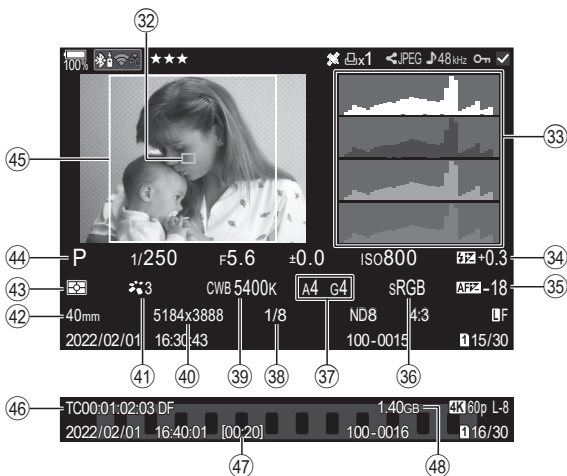 32
100% PC ★★★ x1 JPEG 48kHz
33
45
44 P 1/250 F5.6 ±0.0 ISO800 +0.3 34
43 3 CWB 5400K A4 G4 sRGB AF -18 35
42 40mm 5184x3888 1/8 ND8 4:3 LF
2022/02/01 16:30:43 100-0015 1 15/30
41 40 39 38 37 36
46 TC00:01:02:03 DF 1.40GB 4K 60p L-8
2022/02/01 16:40:01 [00:20] 100-0016 1 16/30
47 48